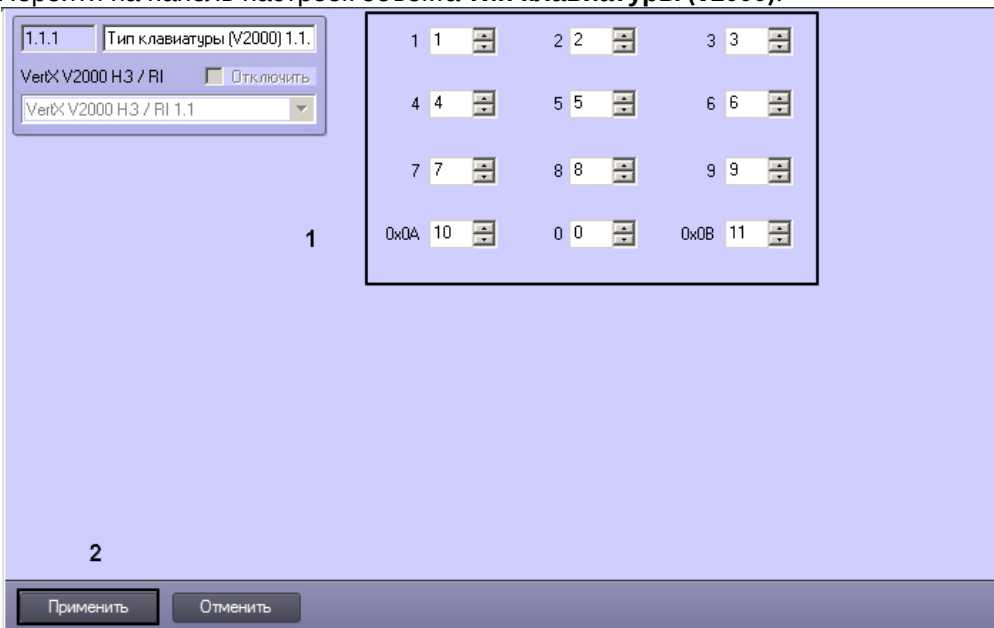 Перейти на панель настроек объекта Тип клавиатуры (V2000).
1.1.1 Тип клавиатуры (V2000) 1.1.
VertX V2000 H.3 / RI Отключить
VertX V2000 H.3 / RI 1.1
1 1 2 2 3 3
4 4 5 5 6 6
7 7 8 8 9 9
1 0x0A 10 0 0 0x0B 11
2
Применить Отменить